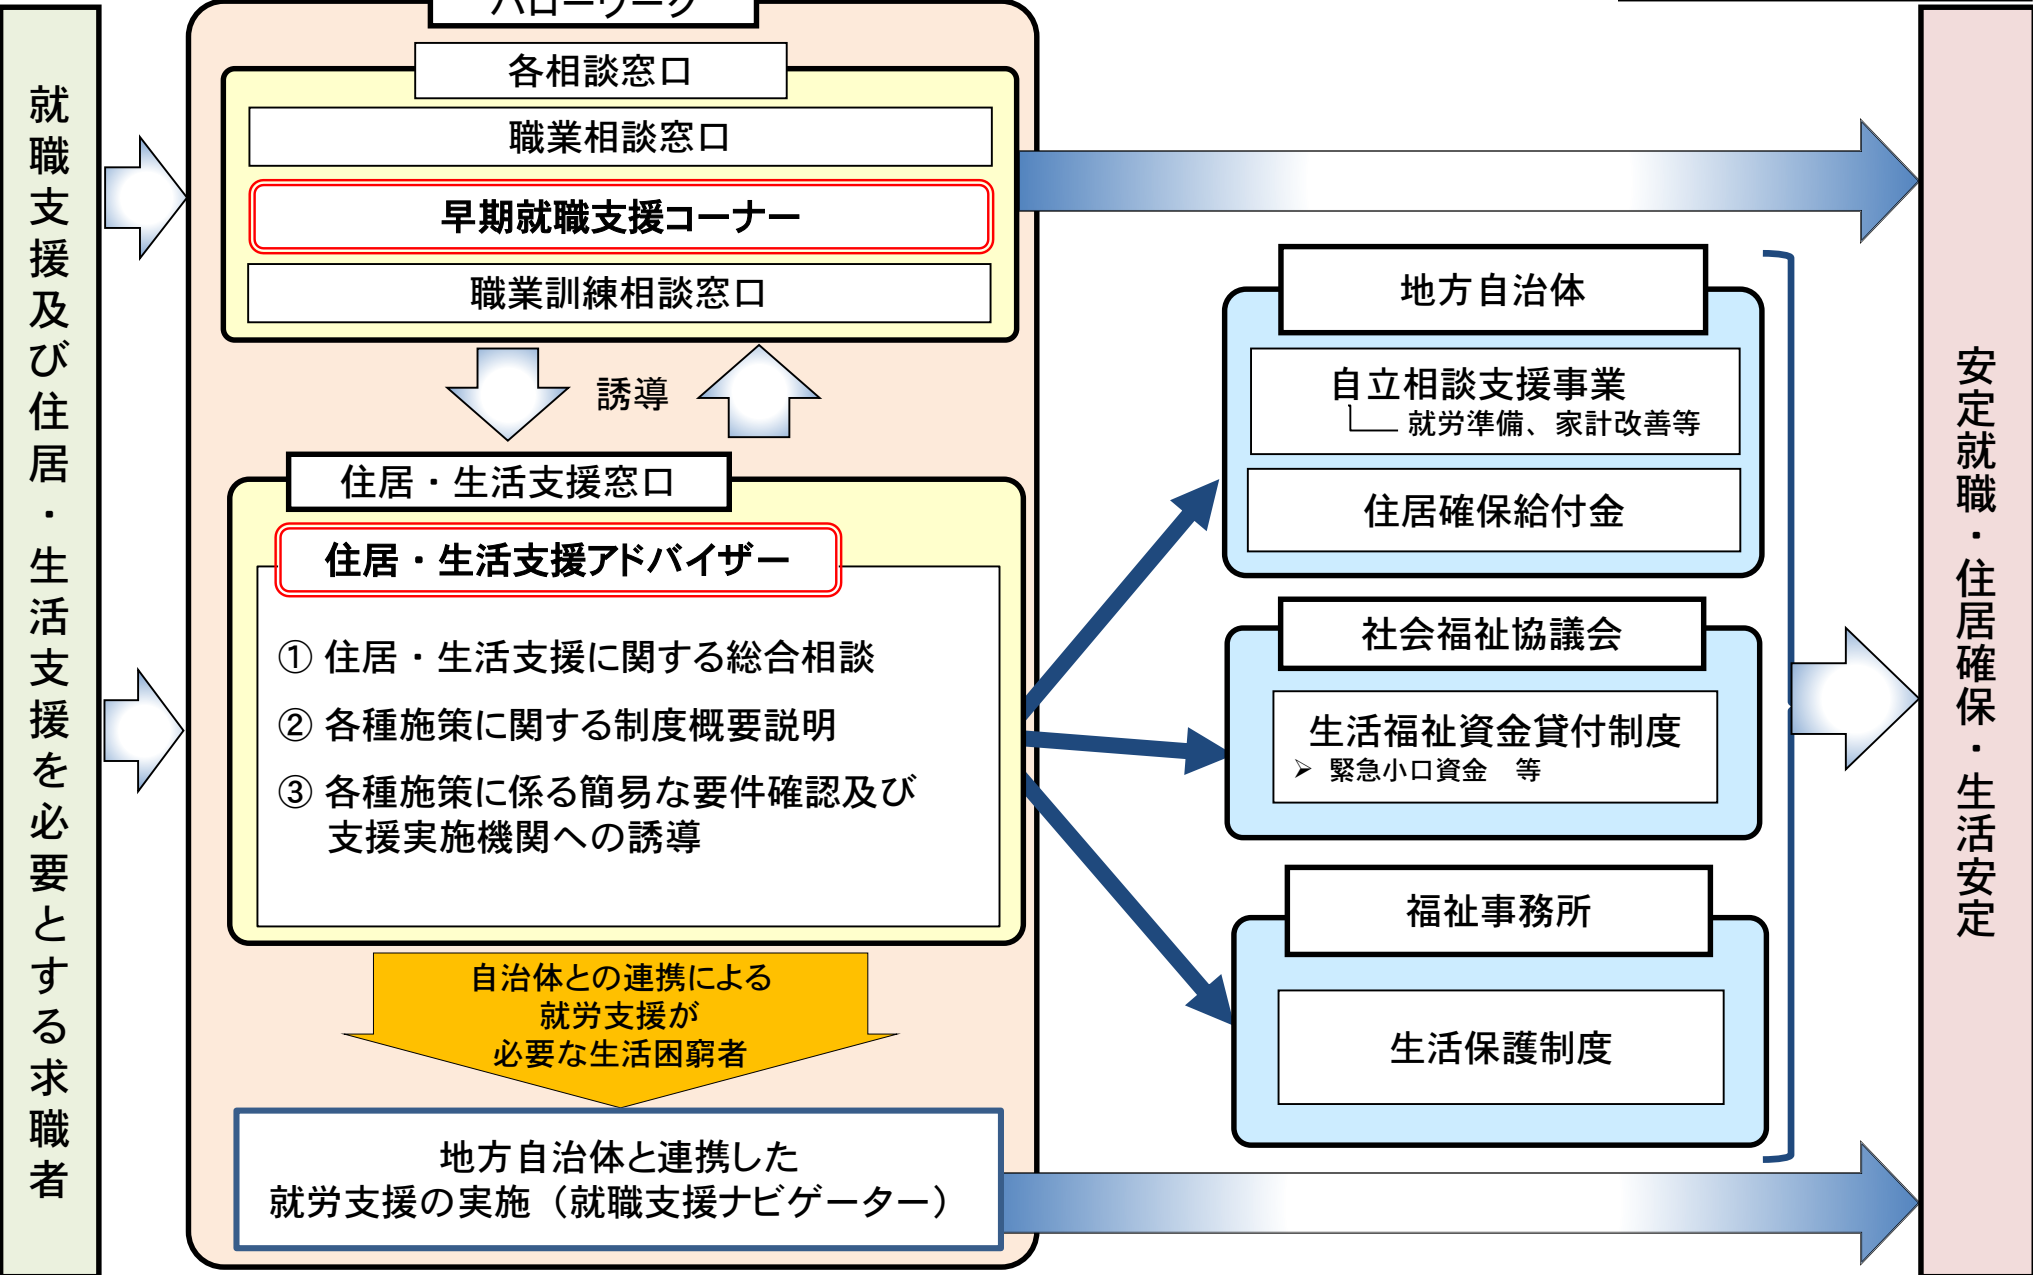 就職支援及び住居・生活支援を必要とする求職者
ハローワーク
各相談窓口
職業相談窓口
早期就職支援コーナー
職業訓練相談窓口
誘導
住居・生活支援窓口
住居・生活支援アドバイザー
① 住居・生活支援に関する総合相談
② 各種施策に関する制度概要説明
③ 各種施策に係る簡易な要件確認及び
支援実施機関への誘導
自治体との連携による
就労支援が
必要な生活困窮者
地方自治体と連携した
就労支援の実施（就職支援ナビゲーター）
地方自治体
自立相談支援事業
就労準備、家計改善等
住居確保給付金
社会福祉協議会
生活福祉資金貸付制度
➢ 緊急小口資金　等
福祉事務所
生活保護制度
安定就職・住居確保・生活安定